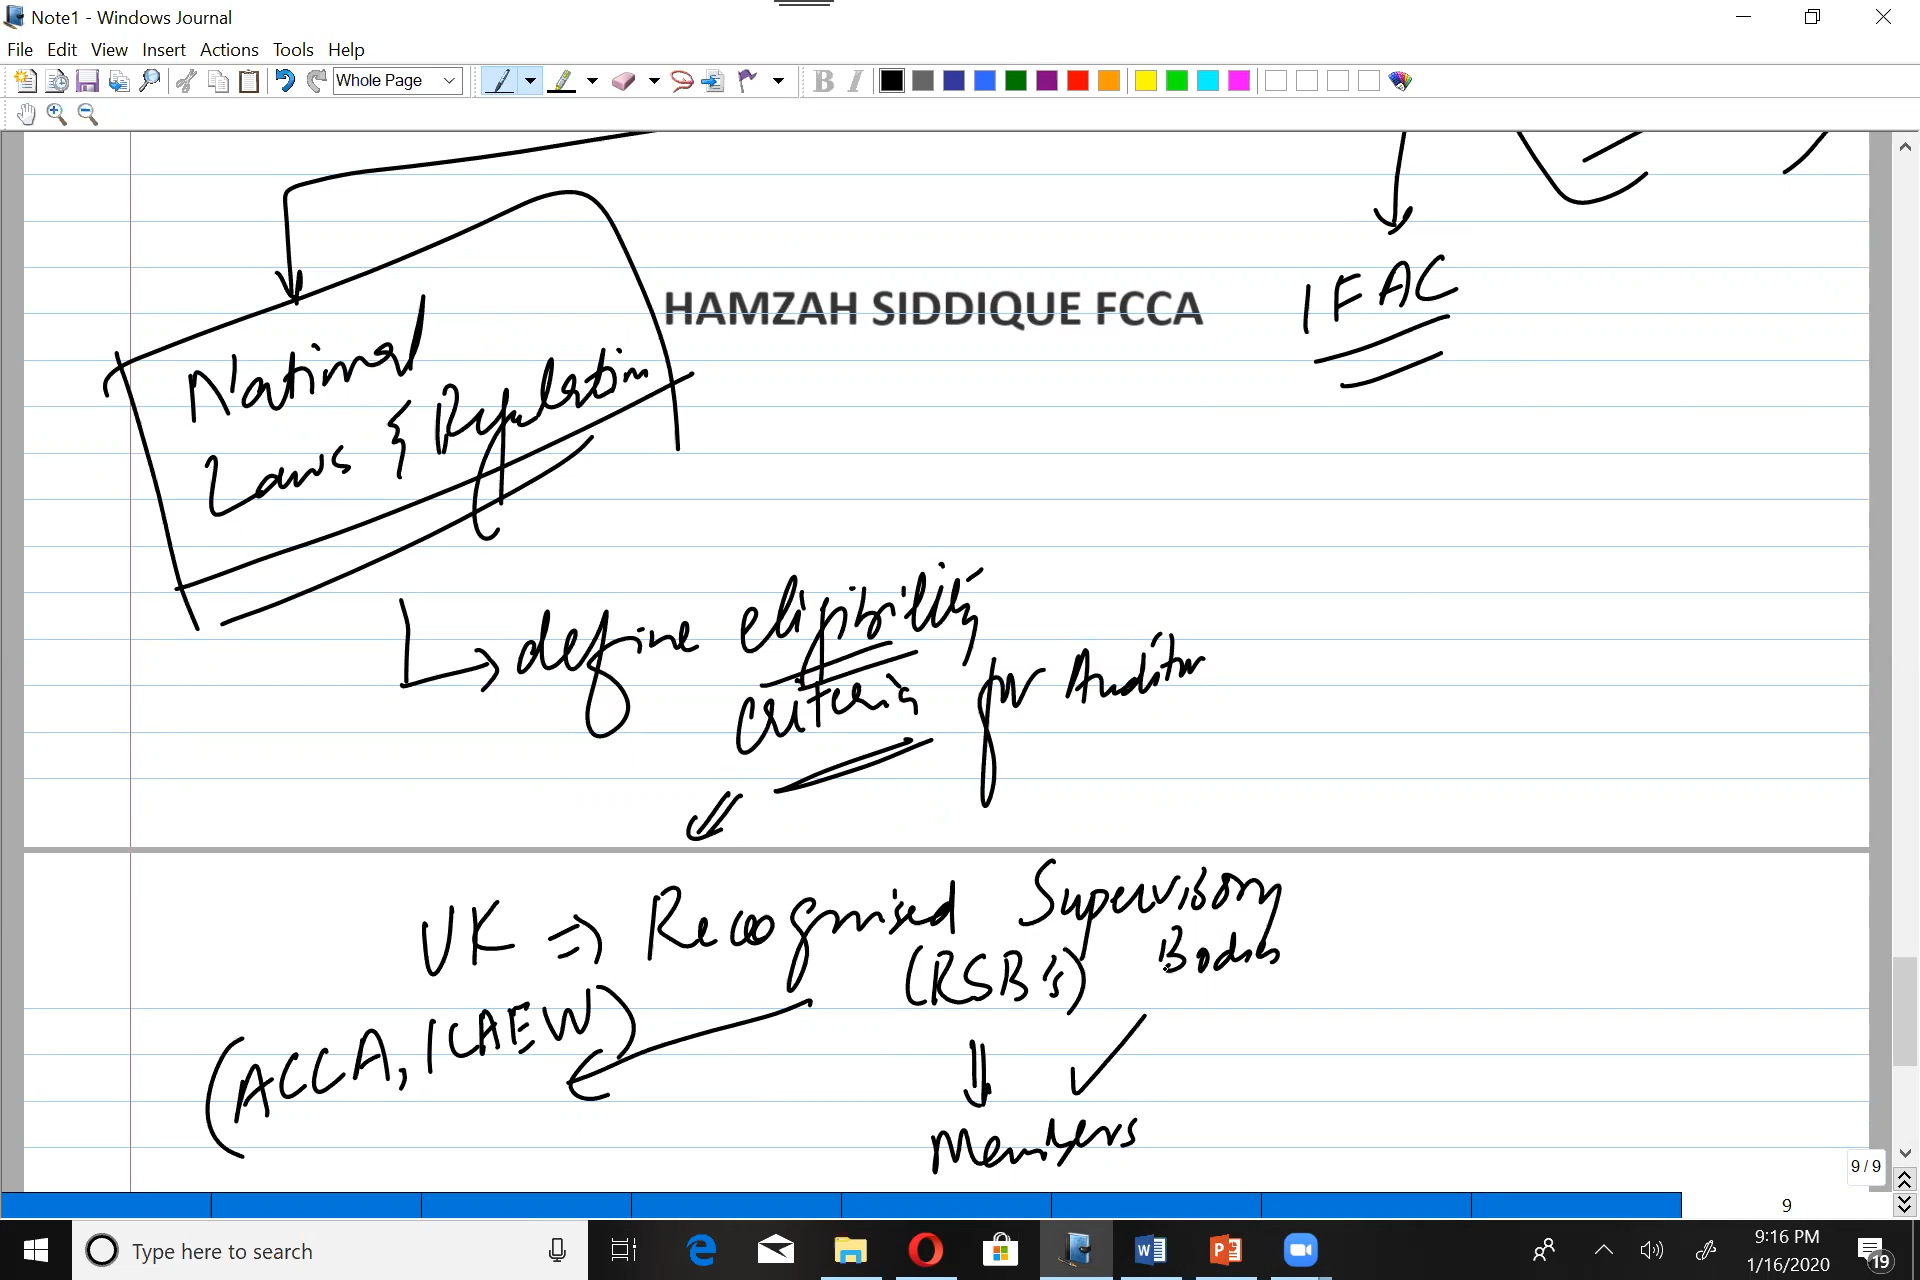 Note1 - Windows Journal
File Edit View Insert Actions Tools Help
Whole Page
B I
IFAC
HAMZAH SIDDIQUE FCCA
National
Laws & Regulation
define eligibility
criteria for Auditor
UK => Recognised Supervisory
(RSB's) Bodies
(ACCA, ICAEW)
Members
9 / 9
9
Type here to search
9:16 PM
1/16/2020
19